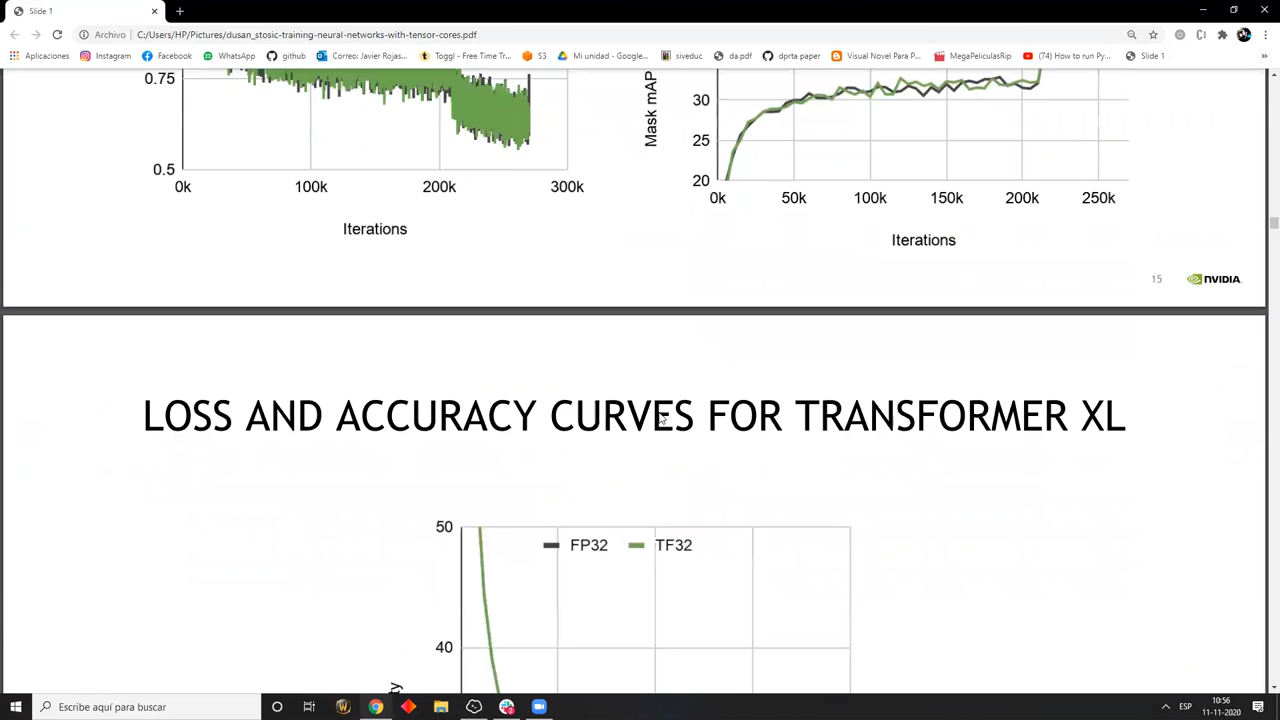 Slide 1
Archivo
C:/Users/HP/Pictures/dusan_stosic-training-neural-networks-with-tensor-cores.pdf
Aplicaciones
Instagram
Facebook
WhatsApp
github
Correo: Javier Rojas...
Toggl - Free Time Tr...
S3
Mi unidad - Google...
siveduc
da.pdf
dprta paper
Visual Novel Para P...
MegaPeliculasRip
(74) How to run Py...
Slide 1
0.75
0.5
0k 100k 200k 300k
Iterations
Mask mAP
30
25
20
0k 50k 100k 150k 200k 250k
Iterations
15
NVIDIA.
LOSS AND ACCURACY CURVES FOR TRANSFORMER XL
50
FP32 TF32
40
Escribe aquí para buscar
ESP
10:56
11-11-2020